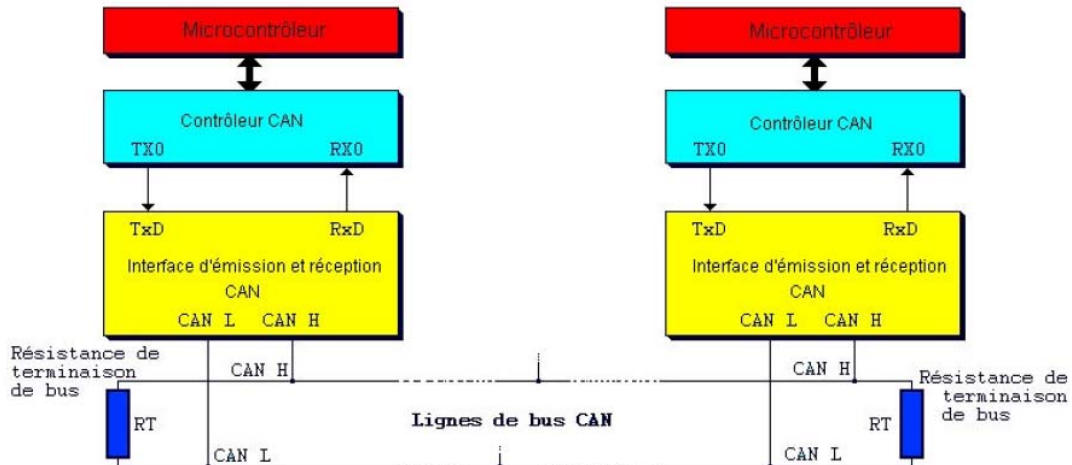 Microcontrôleur
Microcontrôleur
Contrôleur CAN
TX0 RX0
Contrôleur CAN
TX0 RX0
TxD RxD
Interface d'émission et réception
CAN
CAN L CAN H
TxD RxD
Interface d'émission et réception
CAN
CAN L CAN H
Résistance de
terminaison
de bus
CAN H
CAN H
Résistance de
terminaison
de bus
RT
Lignes de bus CAN
RT
CAN L
CAN L